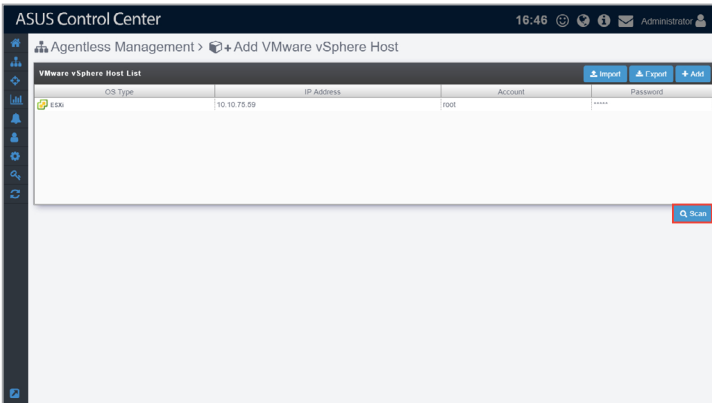 ASUS Control Center
16:46 Administrator
Agentless Management > Add VMware vSphere Host
VMware vSphere Host List Import Export + Add
OS Type IP Address Account Password
ESXi 10.10.75.59 root *****
Scan